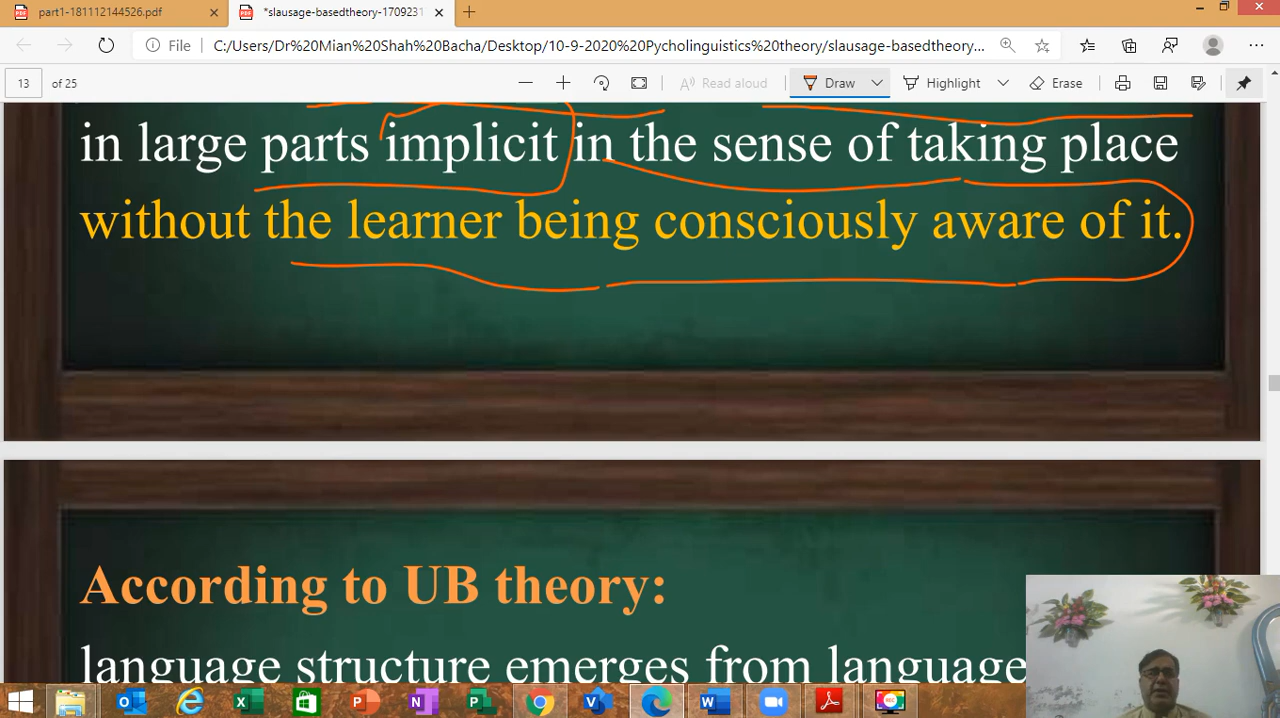 part1-181112144526.pdf
*slausage-basedtheory-1709231
File
C:/Users/Dr%20Mian%20Shah%20Bacha/Desktop/10-9-2020%20Pycholinguistics%20theory/slausage-basedtheory...
13 of 25
Read aloud
Draw
Highlight
Erase
in large parts implicit in the sense of taking place
without the learner being consciously aware of it.
According to UB theory:
language structure emerges from language